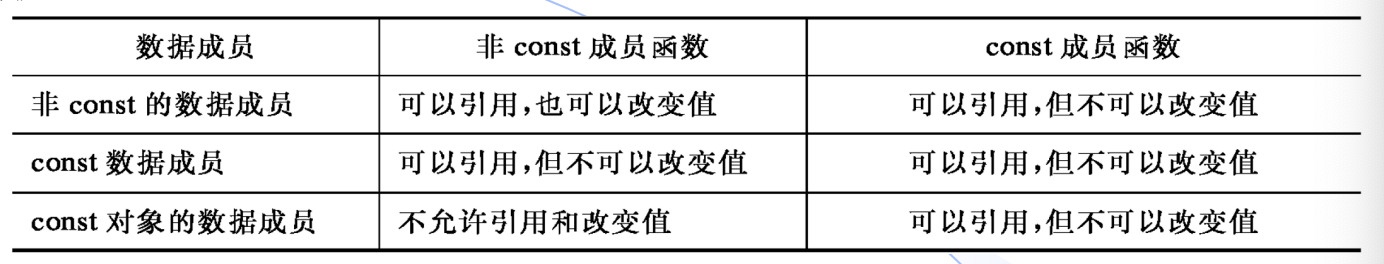 数据成员 非 const 成员函数 const 成员函数
非 const 的数据成员 可以引用,也可以改变值 可以引用,但不可以改变值
const 数据成员 可以引用,但不可以改变值 可以引用,但不可以改变值
const 对象的数据成员 不允许引用和改变值 可以引用,但不可以改变值